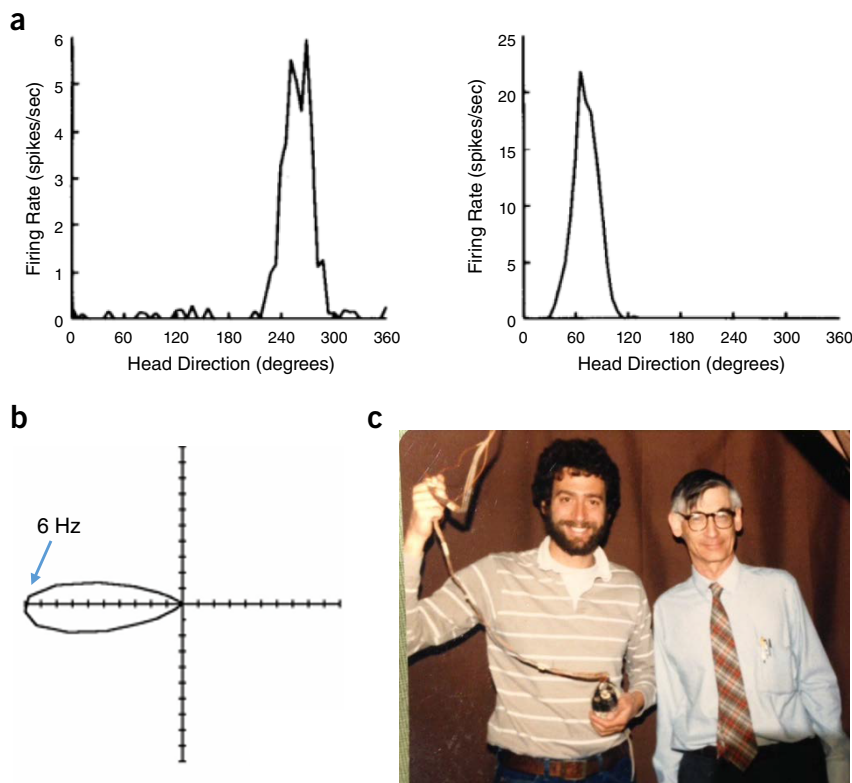 a
6
5
4
3
2
1
0
Firing Rate (spikes/sec)
0 60 120 180 240 300 360
Head Direction (degrees)
25
20
15
10
5
0
Firing Rate (spikes/sec)
0 60 120 180 240 300 360
Head Direction (degrees)
b
6 Hz
c